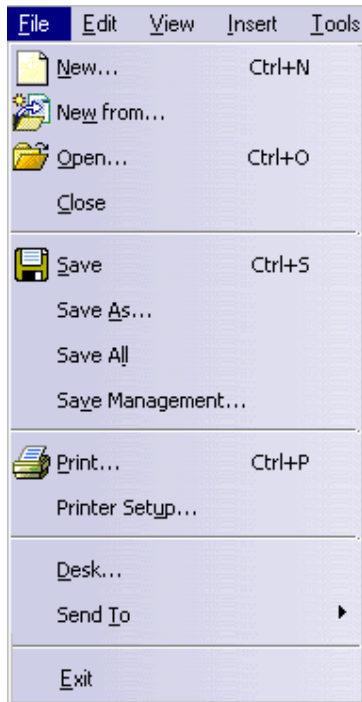 File Edit View Insert Tools
New... Ctrl+N
New from...
Open... Ctrl+O
Close
Save Ctrl+S
Save As...
Save All
Save Management...
Print... Ctrl+P
Printer Setup...
Desk...
Send To
Exit